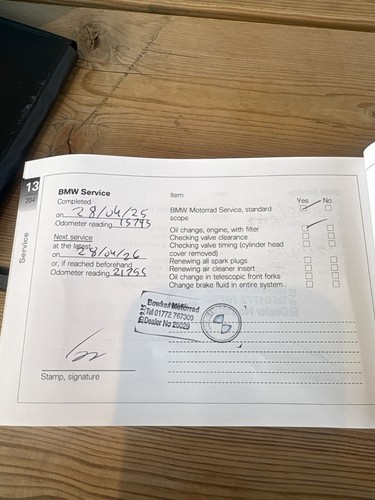 13
204
Service
BMW Service
Completed
on 28/04/25
Odometer reading 15795
Next service
at the latest
on 28/04/26
or, if reached beforehand
Odometer reading 21795
Stamp, signature
Item
Yes No
BMW Motorrad Service, standard
scope
Oil change, engine, with filter
Checking valve clearance
Checking valve timing (cylinder head
cover removed)
Renewing all spark plugs
Renewing air cleaner insert
Oil change in telescopic front forks
Change brake fluid in entire system
Bowker Motorrad
Tel 01772 767303
Dealer No 26029